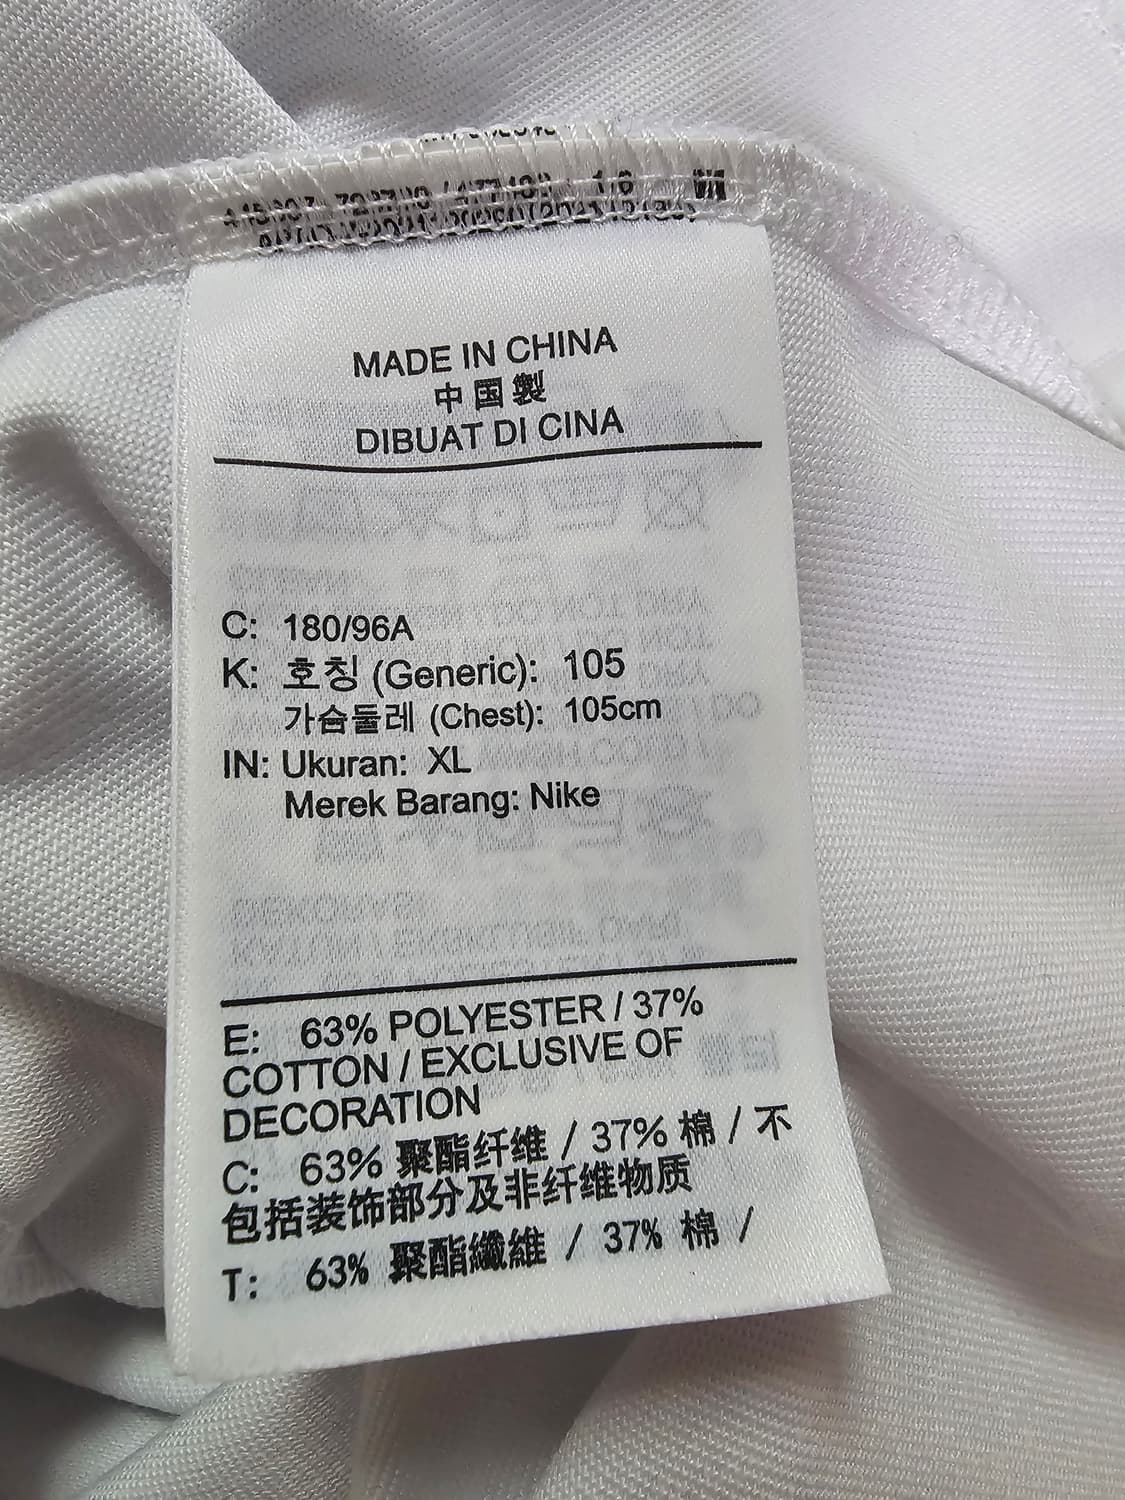 MADE IN CHINA
中国製
DIBUAT DI CINA
C: 180/96A
K: 호칭 (Generic): 105
가슴둘레 (Chest): 105cm
IN: Ukuran: XL
Merek Barang: Nike
E: 63% POLYESTER / 37%
COTTON / EXCLUSIVE OF
DECORATION
C: 63% 聚酯纤维 / 37% 棉 / 不
包括装饰部分及非纤维物质
T: 63% 聚酯纖維 / 37% 棉 /